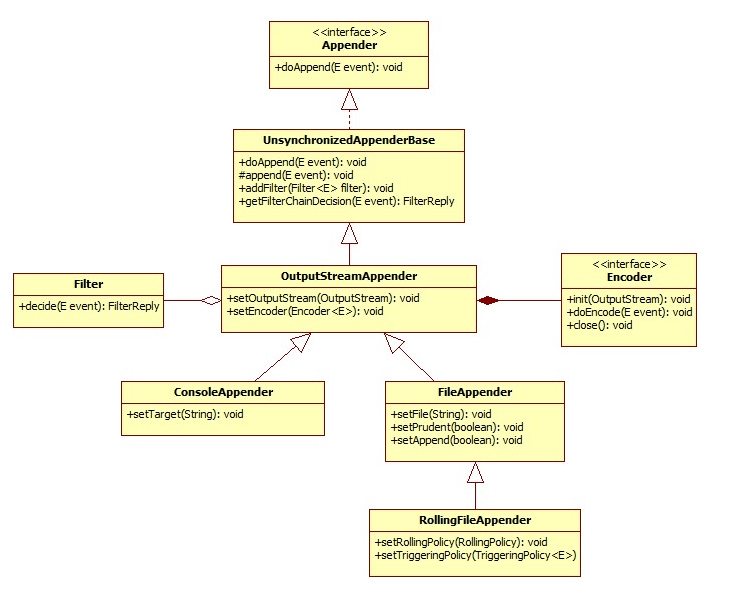 <<interface>>
Appender
+doAppend(E event): void
UnsynchronizedAppenderBase
+doAppend(E event): void
#append(E event): void
+addFilter(Filter<E> filter): void
+getFilterChainDecision(E event): FilterReply
Filter
+decide(E event): FilterReply
OutputStreamAppender
+setOutputStream(OutputStream): void
+setEncoder(Encoder<E>): void
<<interface>>
Encoder
+init(OutputStream): void
+doEncode(E event): void
+close(): void
ConsoleAppender
+setTarget(String): void
FileAppender
+setFile(String): void
+setPrudent(boolean): void
+setAppend(boolean): void
RollingFileAppender
+setRollingPolicy(RollingPolicy): void
+setTriggeringPolicy(TriggeringPolicy<E>)